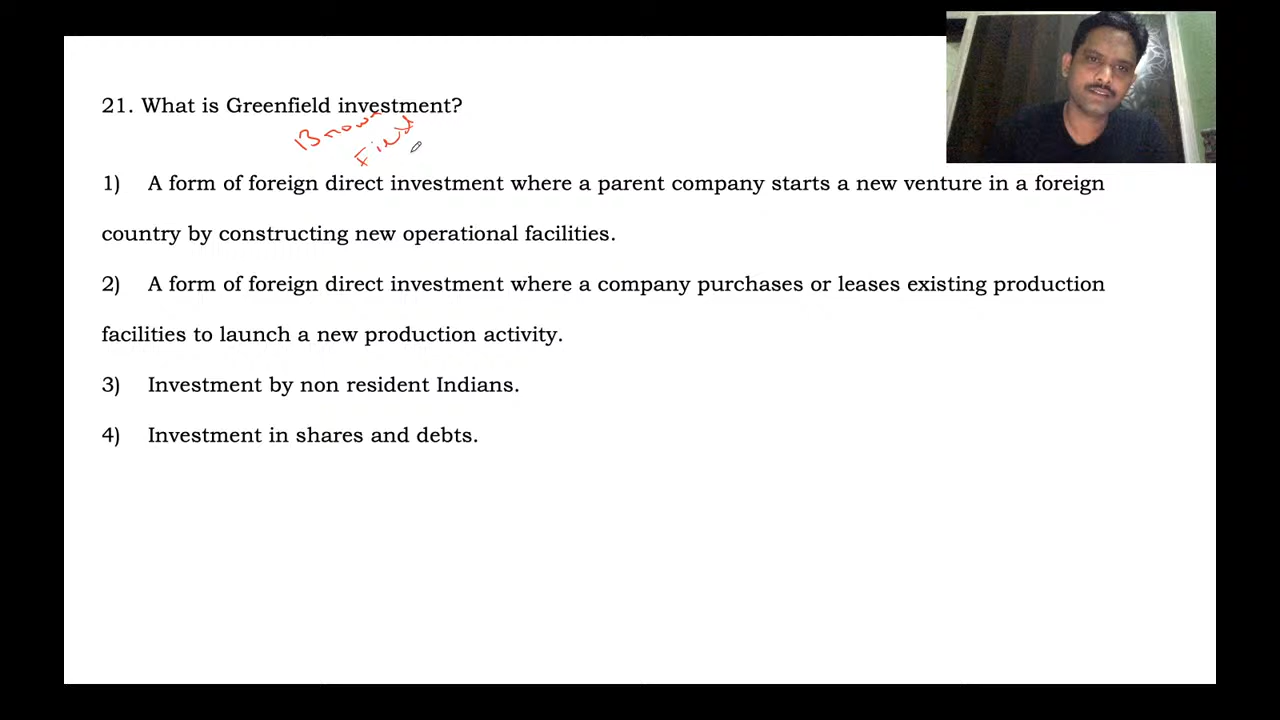 21. What is Greenfield investment?
Brown
Field
1) A form of foreign direct investment where a parent company starts a new venture in a foreign
country by constructing new operational facilities.
2) A form of foreign direct investment where a company purchases or leases existing production
facilities to launch a new production activity.
3) Investment by non resident Indians.
4) Investment in shares and debts.